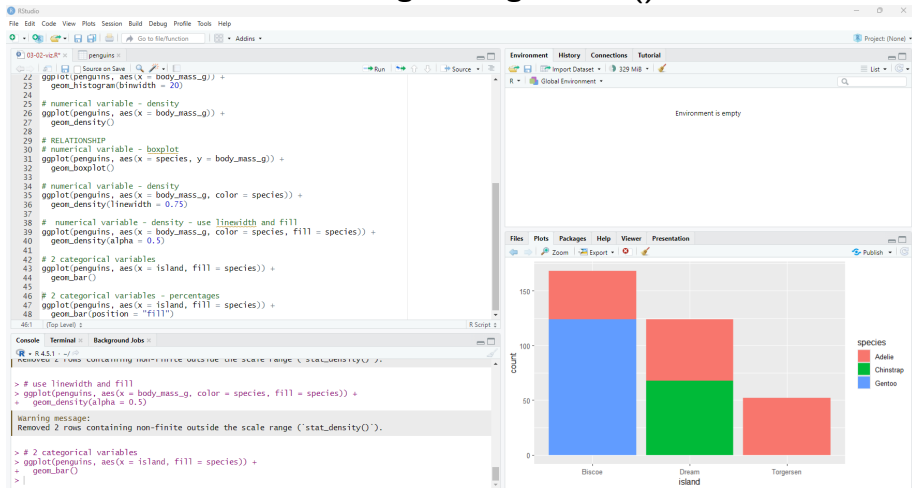 RStudio
File Edit Code View Plots Session Build Debug Profile Tools Help
Go to file/function Addins
Project: (None)
03-02-viz.R* penguins
Source on Save Run Source
22 ggplot(penguins, aes(x = body_mass_g)) +
23 geom_histogram(binwidth = 20)
24
25 # numerical variable - density
26 ggplot(penguins, aes(x = body_mass_g)) +
27 geom_density()
28
29 # RELATIONSHIP
30 # numerical variable - boxplot
31 ggplot(penguins, aes(x = species, y = body_mass_g)) +
32 geom_boxplot()
33
34 # numerical variable - density
35 ggplot(penguins, aes(x = body_mass_g, color = species)) +
36 geom_density(linewidth = 0.75)
37
38 #  numerical variable - density - use linewidth and fill
39 ggplot(penguins, aes(x = body_mass_g, color = species, fill = species)) +
40 geom_density(alpha = 0.5)
41
42 # 2 categorical variables
43 ggplot(penguins, aes(x = island, fill = species)) +
44 geom_bar()
45
46 # 2 categorical variables - percentages
47 ggplot(penguins, aes(x = island, fill = species)) +
48 geom_bar(position = "fill")
46:1 (Top Level) R Script
Console Terminal Background Jobs
R 4.5.1 · ~/
Removed 2 rows containing non-finite outside the scale range (`stat_density()`).
> # use linewidth and fill
> ggplot(penguins, aes(x = body_mass_g, color = species, fill = species)) +
+ geom_density(alpha = 0.5)
Warning message:
Removed 2 rows containing non-finite outside the scale range (`stat_density()`).
> # 2 categorical variables
> ggplot(penguins, aes(x = island, fill = species)) +
+ geom_bar()
>
Environment History Connections Tutorial
Import Dataset 329 MiB List
R Global Environment
Environment is empty
Files Plots Packages Help Viewer Presentation
Zoom Export Publish
150
100
50
0
count
Biscoe Dream Torgersen
island
species
Adelie
Chinstrap
Gentoo